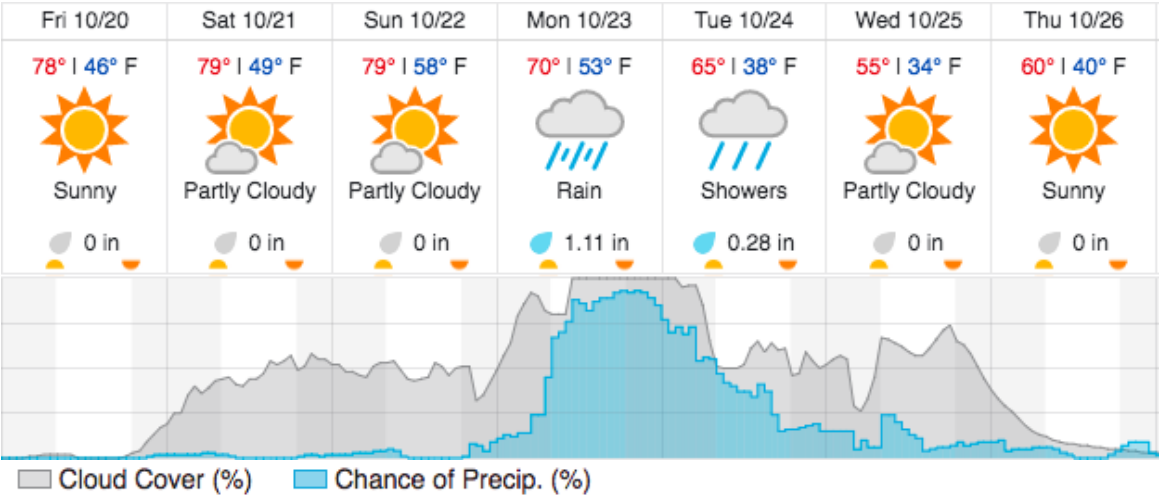 Fri 10/20 Sat 10/21 Sun 10/22 Mon 10/23 Tue 10/24 Wed 10/25 Thu 10/26
78° | 46° F 79° | 49° F 79° | 58° F 70° | 53° F 65° | 38° F 55° | 34° F 60° | 40° F
Sunny Partly Cloudy Partly Cloudy Rain Showers Partly Cloudy Sunny
0 in 0 in 0 in 1.11 in 0.28 in 0 in 0 in
Cloud Cover (%) Chance of Precip. (%)